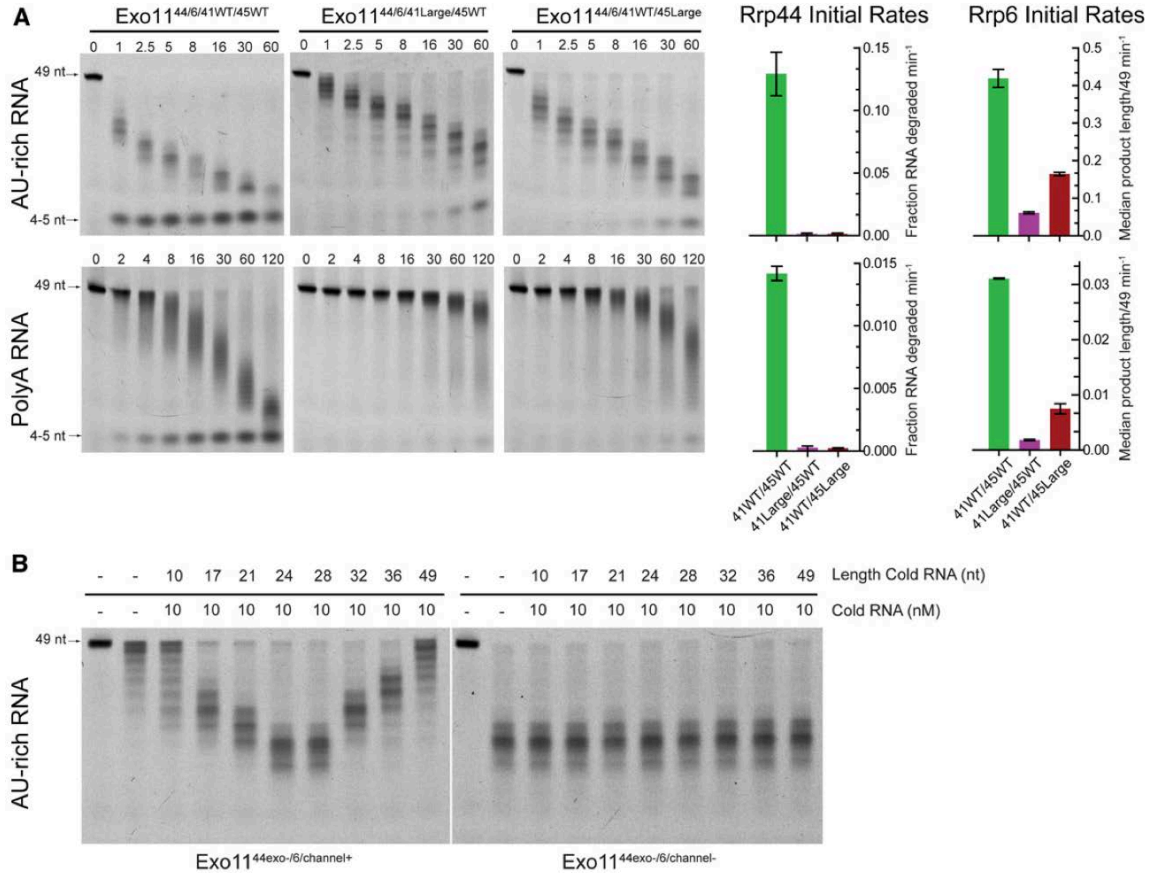 A
Exo11 44/6/41WT/45WT Exo11 44/6/41Large/45WT Exo11 44/6/41WT/45Large Rrp44 Initial Rates Rrp6 Initial Rates
0 1 2.5 5 8 16 30 60 0 1 2.5 5 8 16 30 60 0 1 2.5 5 8 16 30 60
AU-rich RNA
49 nt
4-5 nt
0.15
0.10
0.05
0.00
Fraction RNA degraded min-1
0.5
0.4
0.3
0.2
0.1
0.0
Median product length/49 min-1
0 2 4 8 16 30 60 120 0 2 4 8 16 30 60 120 0 2 4 8 16 30 60 120
PolyA RNA
49 nt
4-5 nt
0.015
0.010
0.005
0.000
Fraction RNA degraded min-1
0.03
0.02
0.01
0.00
Median product length/49 min-1
41WT/45WT
41Large/45WT
41WT/45Large
41WT/45WT
41Large/45WT
41WT/45Large
B
- - 10 17 21 24 28 32 36 49 - - 10 17 21 24 28 32 36 49 Length Cold RNA (nt)
- - 10 10 10 10 10 10 10 10 - - 10 10 10 10 10 10 10 10 Cold RNA (nM)
AU-rich RNA
49 nt
Exo11 44exo-/6/channel+ Exo11 44exo-/6/channel-